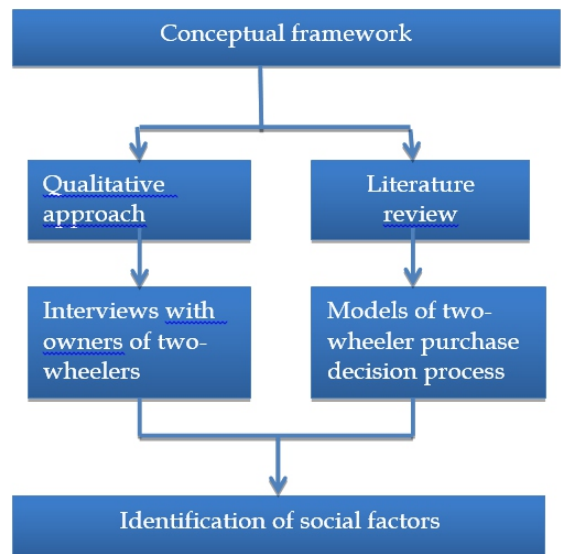 Conceptual framework
Qualitative
approach
Literature
review
Interviews with
owners of two-
wheelers
Models of two-
wheeler purchase
decision process
Identification of social factors